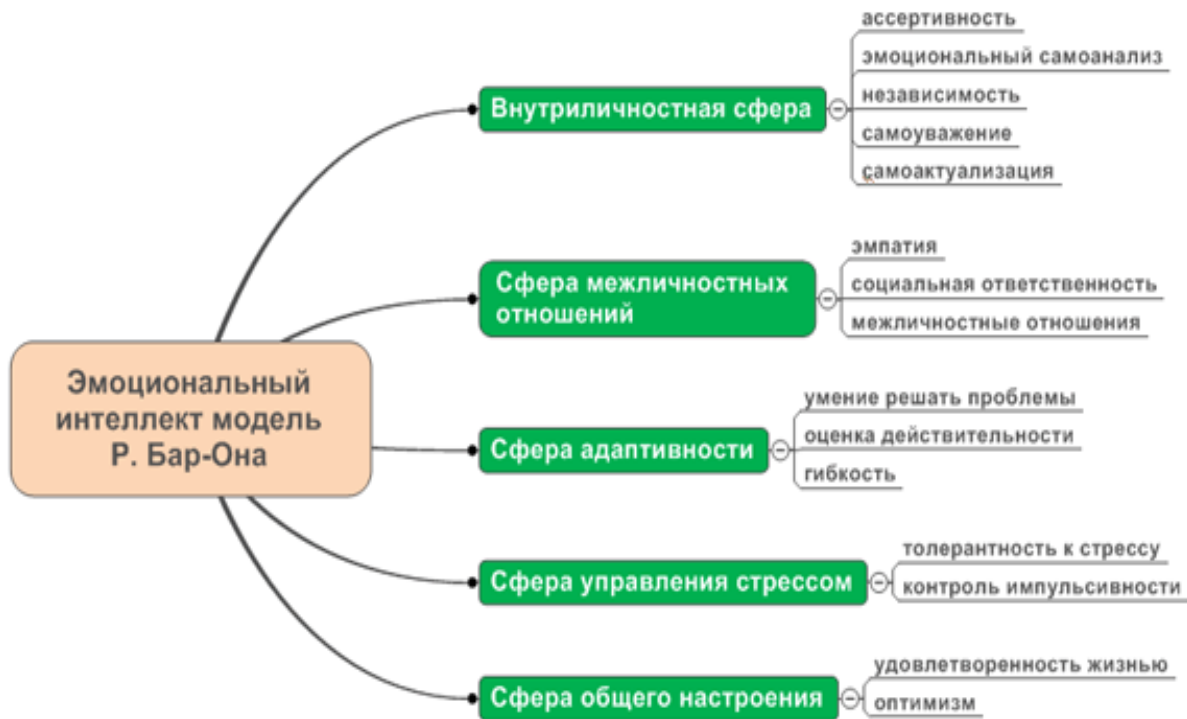 Эмоциональный
интеллект модель
Р. Бар-Она
Внутриличностная сфера
ассертивность
эмоциональный самоанализ
независимость
самоуважение
самоактуализация
Сфера межличностных
отношений
эмпатия
социальная ответственность
межличностные отношения
Сфера адаптивности
умение решать проблемы
оценка действительности
гибкость
Сфера управления стрессом
толерантность к стрессу
контроль импульсивности
Сфера общего настроения
удовлетворенность жизнью
оптимизм